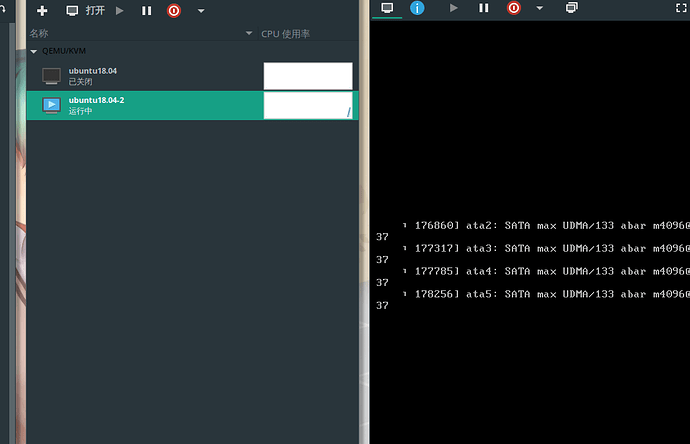 打开
名称 CPU 使用率
QEMU/KVM
ubuntu18.04
已关闭
ubuntu18.04-2
运行中
176860] ata2: SATA max UDMA/133 abar m4096@
37
177317] ata3: SATA max UDMA/133 abar m4096@
37
177785] ata4: SATA max UDMA/133 abar m4096@
37
178256] ata5: SATA max UDMA/133 abar m4096@
37